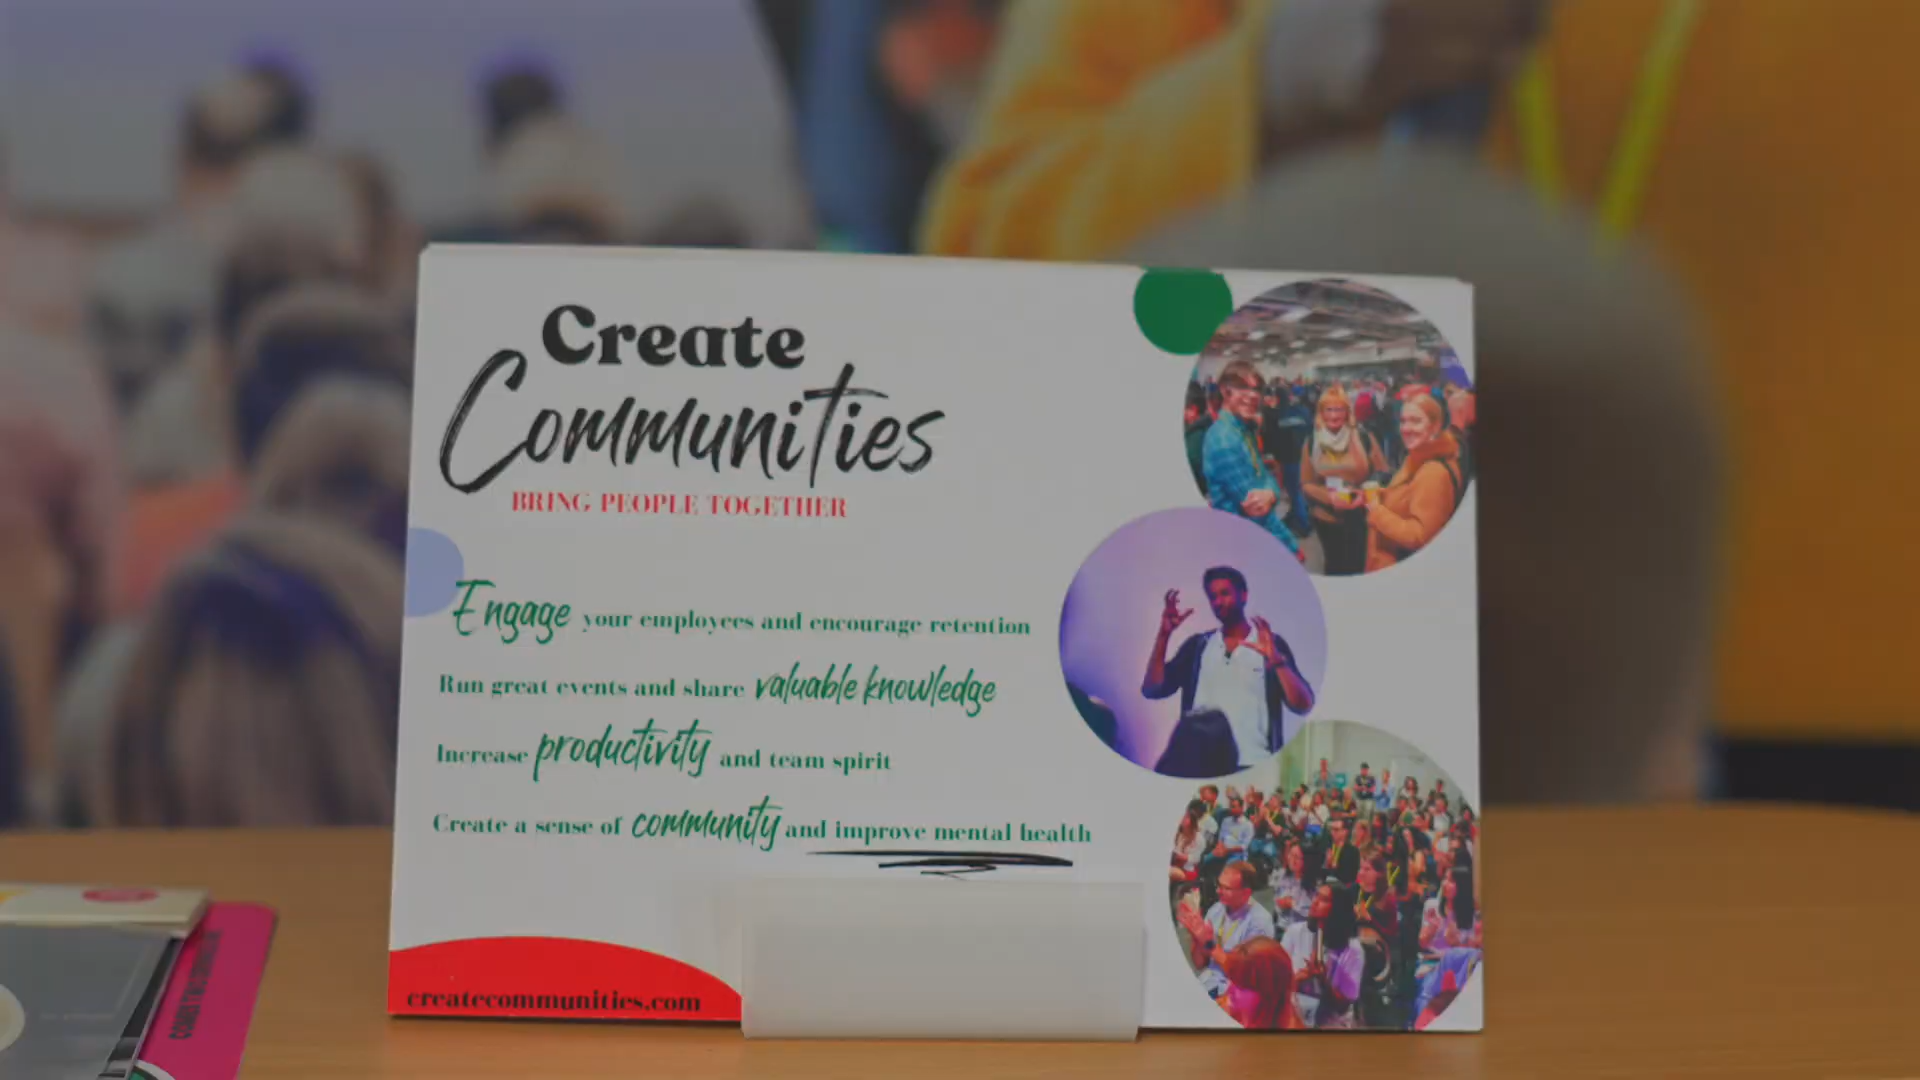 Create
Communities
BRING PEOPLE TOGETHER
Engage your employees and encourage retention
Run great events and share valuable knowledge
Increase productivity and team spirit
Create a sense of community and improve mental health
createcommunities.com